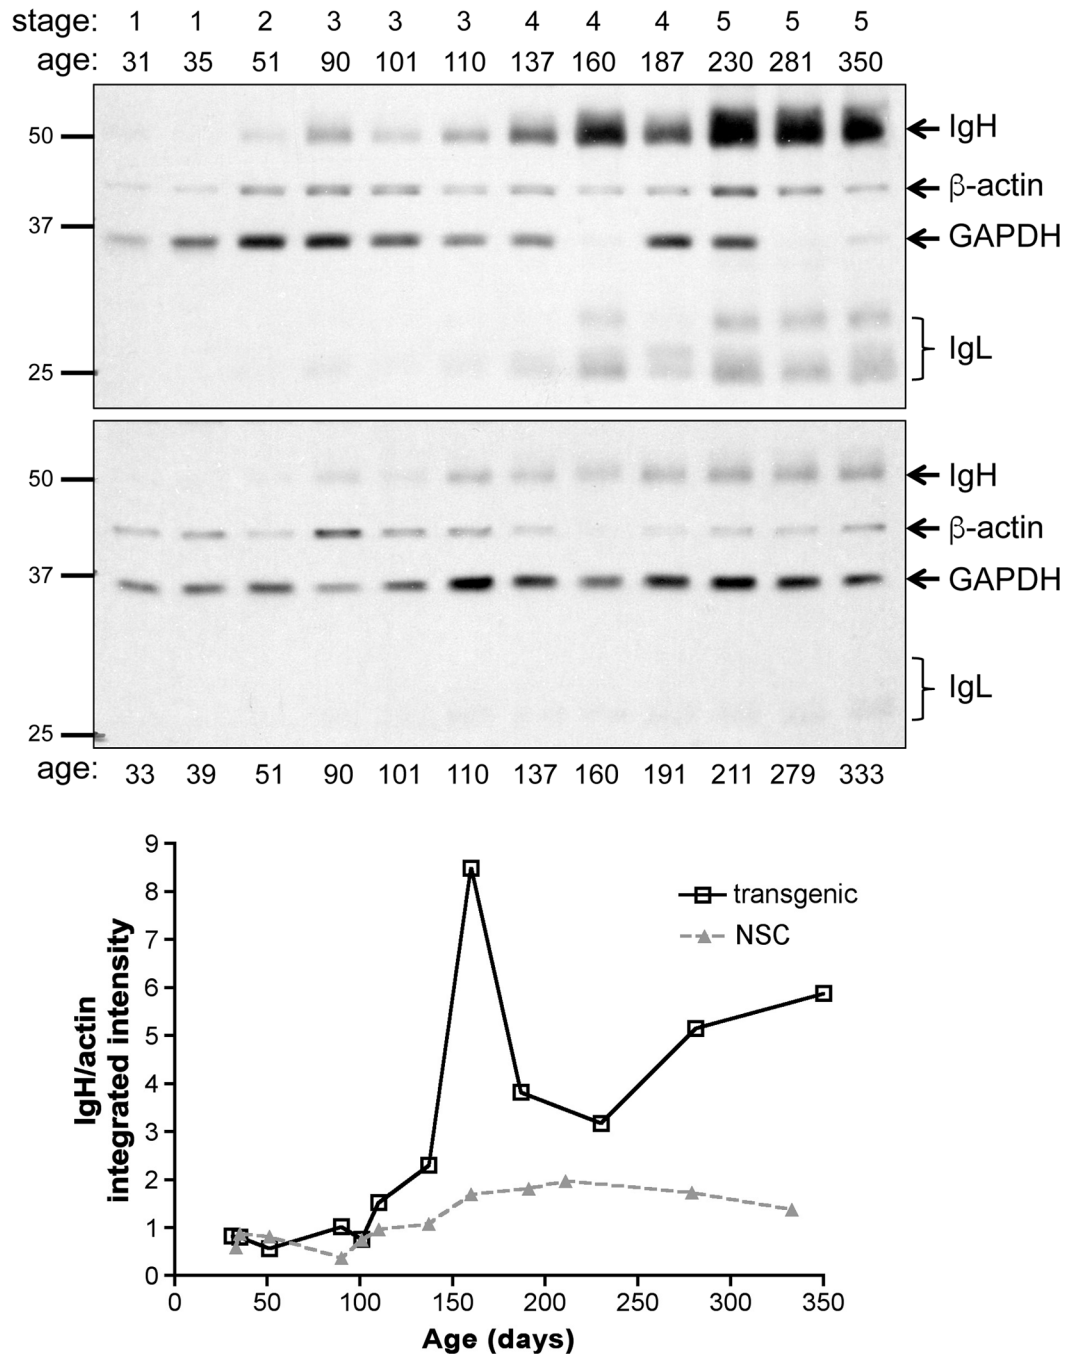 stage: 1 1 2 3 3 3 4 4 4 5 5 5
age: 31 35 51 90 101 110 137 160 187 230 281 350
50 IgH
β-actin
37
GAPDH
IgL
25
50 IgH
β-actin
37 GAPDH
IgL
25
age: 33 39 51 90 101 110 137 160 191 211 279 333
9
8
7
6
5
4
3
2
1
0
IgH/actin
integrated intensity
transgenic
NSC
0 50 100 150 200 250 300 350
Age (days)